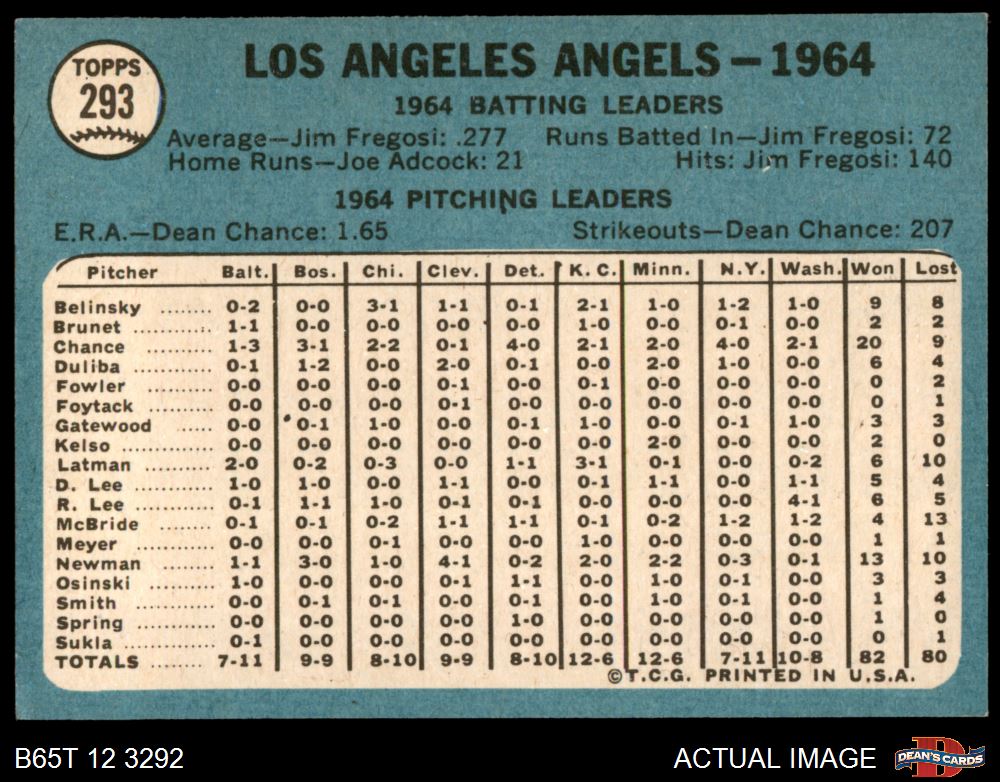 TOPPS
293
LOS ANGELES ANGELS — 1964
1964 BATTING LEADERS
Average—Jim Fregosi: .277 Runs Batted In—Jim Fregosi: 72
Home Runs—Joe Adcock: 21 Hits: Jim Fregosi: 140
1964 PITCHING LEADERS
E.R.A.—Dean Chance: 1.65 Strikeouts—Dean Chance: 207
Pitcher Balt. Bos. Chi. Clev. Det. K. C. Minn. N.Y. Wash. Won Lost
Belinsky ........ 0-2 0-0 3-1 1-1 0-1 2-1 1-0 1-2 1-0 9 8
Brunet ............ 1-1 0-0 0-0 0-0 0-0 1-0 0-0 0-1 0-0 2 2
Chance .......... 1-3 3-1 2-2 0-1 4-0 2-1 2-0 4-0 2-1 20 9
Duliba ............ 0-1 1-2 0-0 2-0 0-1 0-0 2-0 1-0 0-0 6 4
Fowler ............ 0-0 0-0 0-0 0-1 0-0 0-1 0-0 0-0 0-0 0 2
Foytack .......... 0-0 0-0 0-0 0-1 0-0 0-0 0-0 0-0 0-0 0 1
Gatewood ...... 0-0 0-1 1-0 0-0 0-1 1-0 0-0 0-1 1-0 3 3
Kelso .............. 0-0 0-0 0-0 0-0 0-0 0-0 2-0 0-0 0-0 2 0
Latman .......... 2-0 0-2 0-3 0-0 1-1 3-1 0-1 0-0 0-2 6 10
D. Lee ............ 1-0 1-0 0-0 1-1 0-0 0-1 1-1 1-0 0-1 5 4
R. Lee ............ 0-1 1-1 1-0 0-1 0-0 0-1 0-0 0-0 4-1 6 5
McBride ........ 0-1 0-1 0-2 1-1 1-1 0-1 0-2 1-2 1-2 4 13
Meyer ............ 0-0 0-0 0-1 0-0 0-0 1-0 0-0 0-0 0-0 1 1
Newman ........ 1-1 3-0 1-0 4-1 0-2 2-0 2-2 0-3 0-1 13 10
Osinski .......... 1-0 0-0 0-0 0-0 1-1 0-0 1-0 0-1 0-1 3 3
Smith ............ 0-0 0-1 0-1 0-0 0-1 0-0 1-0 0-1 0-0 1 4
Spring ............ 0-0 0-0 0-0 0-0 1-0 0-0 0-0 0-0 0-0 1 0
Sukla .............. 0-1 0-0 0-0 0-0 0-0 0-0 0-0 0-0 0-0 0 1
TOTALS ........ 7-11 9-9 8-10 9-9 8-10 12-6 12-6 7-11 10-8 82 80
©T.C.G. PRINTED IN U.S.A.
B65T 12 3292 ACTUAL IMAGE D DEAN'S CARDS